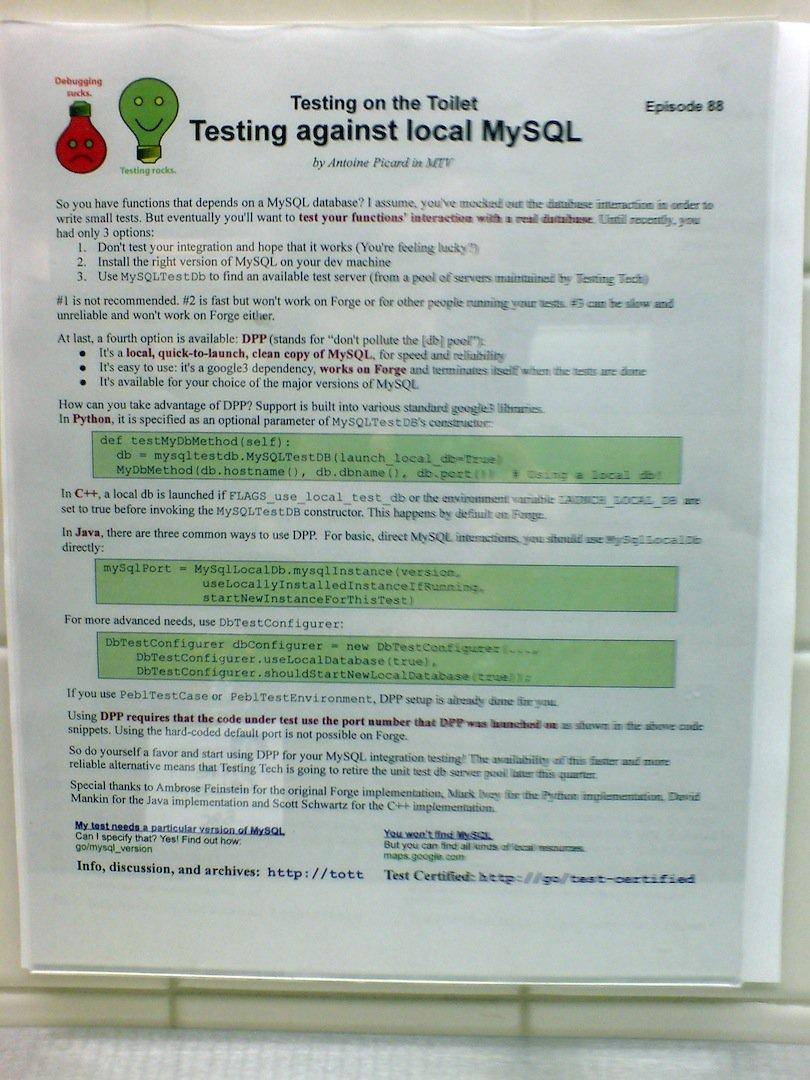 Debugging
sucks.
Testing rocks.
Testing on the Toilet
Episode 88
Testing against local MySQL
by Antoine Picard in MTV
So you have functions that depends on a MySQL database? I assume, you've mocked out the database interaction in order to
write small tests. But eventually you'll want to test your functions' interaction with a real database. Until recently, you
had only 3 options:
1. Don't test your integration and hope that it works (You're feeling lucky?)
2. Install the right version of MySQL on your dev machine
3. Use MySQLTestDb to find an available test server (from a pool of servers maintained by Testing Tech)
#1 is not recommended. #2 is fast but won't work on Forge or for other people running your tests. #3 can be slow and
unreliable and won't work on Forge either.
At last, a fourth option is available: DPP (stands for "don't pollute the [db] pool"):
● It's a local, quick-to-launch, clean copy of MySQL, for speed and reliability
● It's easy to use: it's a google3 dependency, works on Forge and terminates itself when the tests are done
● It's available for your choice of the major versions of MySQL
How can you take advantage of DPP? Support is built into various standard google3 libraries.
In Python, it is specified as an optional parameter of MySQLTestDB's constructor:
def testMyDbMethod(self):
db = mysqltestdb.MySQLTestDB(launch_local_db=True)
MyDbMethod(db.hostname(), db.dbname(), db.port()) # Using a local db!
In C++, a local db is launched if FLAGS_use_local_test_db or the environment variable LAUNCH_LOCAL_DB are
set to true before invoking the MySQLTestDB constructor. This happens by default on Forge.
In Java, there are three common ways to use DPP. For basic, direct MySQL interactions, you should use MySqlLocalDb
directly:
mySqlPort = MySqlLocalDb.mysqlInstance(version,
useLocallyInstalledInstanceIfRunning,
startNewInstanceForThisTest)
For more advanced needs, use DbTestConfigurer:
DbTestConfigurer dbConfigurer = new DbTestConfigurer(...,
DbTestConfigurer.useLocalDatabase(true),
DbTestConfigurer.shouldStartNewLocalDatabase(true));
If you use PeblTestCase or PeblTestEnvironment, DPP setup is already done for you.
Using DPP requires that the code under test use the port number that DPP was launched on as shown in the above code
snippets. Using the hard-coded default port is not possible on Forge.
So do yourself a favor and start using DPP for your MySQL integration testing! The availability of this faster and more
reliable alternative means that Testing Tech is going to retire the unit test db server pool later this quarter.
Special thanks to Ambrose Feinstein for the original Forge implementation, Mark Ivey for the Python implementation, David
Mankin for the Java implementation and Scott Schwartz for the C++ implementation.
My test needs a particular version of MySQL
Can I specify that? Yes! Find out how:
go/mysql_version
You won't find MySQL
But you can find all kinds of local resources.
maps.google.com
Info, discussion, and archives: http://tott
Test Certified: http://go/test-certified